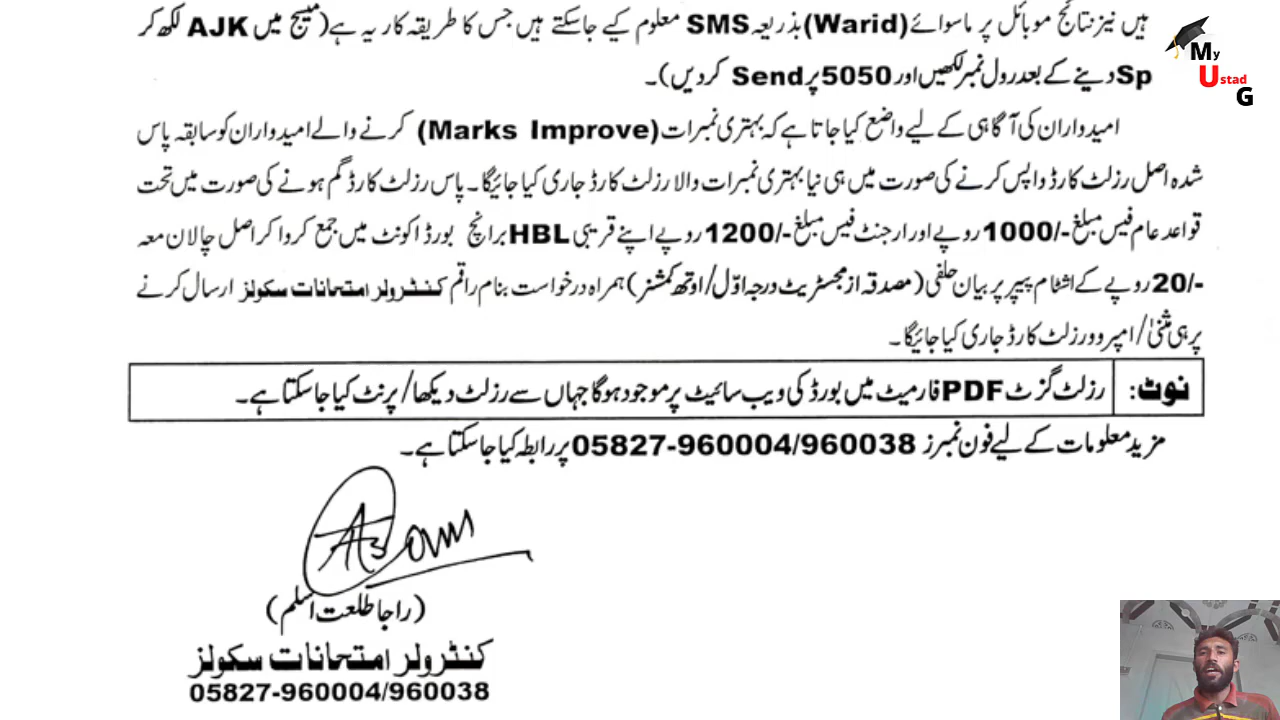 ہیں نیز نتائج موبائل پر ماسوائے (Warid) بذریعہ SMS معلوم کیے جاسکتے ہیں جس کا طریقہ کار یہ ہے (میسج میں AJK لکھ کر
Sp دینے کے بعد رول نمبر لکھیں اور 5050 پر Send کردیں)۔
امیدواران کی آگاہی کے لیے واضع کیا جاتا ہے کہ بہتری نمبرات (Marks Improve) کرنے والے امیدواران کو سابقہ پاس
شدہ اصل رزلٹ کارڈ واپس کرنے کی صورت میں ہی نیا بہتری نمبرات والا رزلٹ کارڈ جاری کیا جائیگا۔ پاس رزلٹ کارڈ گم ہونے کی صورت میں تحت
قواعد عام فیس مبلغ -/1000 روپے اور ارجنٹ فیس مبلغ -/1200 روپے اپنے قریبی HBL برانچ بورڈ اکونٹ میں جمع کروا کر اصل چالان معہ
-/20 روپے کے اشٹام پیپر پر بیان حلفی (مصدقہ از مجسٹریٹ درجہ اوّل/اوتھ کمشنر) ہمراہ درخواست بنام راقم کنٹرولر امتحانات سکولز ارسال کرنے
پر ہی مثنیٰ/امپروو رزلٹ کارڈ جاری کیا جائیگا۔
نوٹ: رزلٹ گزٹ PDF فارمیٹ میں بورڈ کی ویب سائیٹ پر موجود ہوگا جہاں سے رزلٹ دیکھا/پرنٹ کیا جاسکتا ہے۔
مزید معلومات کے لیے فون نمبرز 05827-960004/960038 پر رابطہ کیا جاسکتا ہے۔
(راجا طلعت اسلم)
کنٹرولر امتحانات سکولز
05827-960004/960038
My
Ustad
G